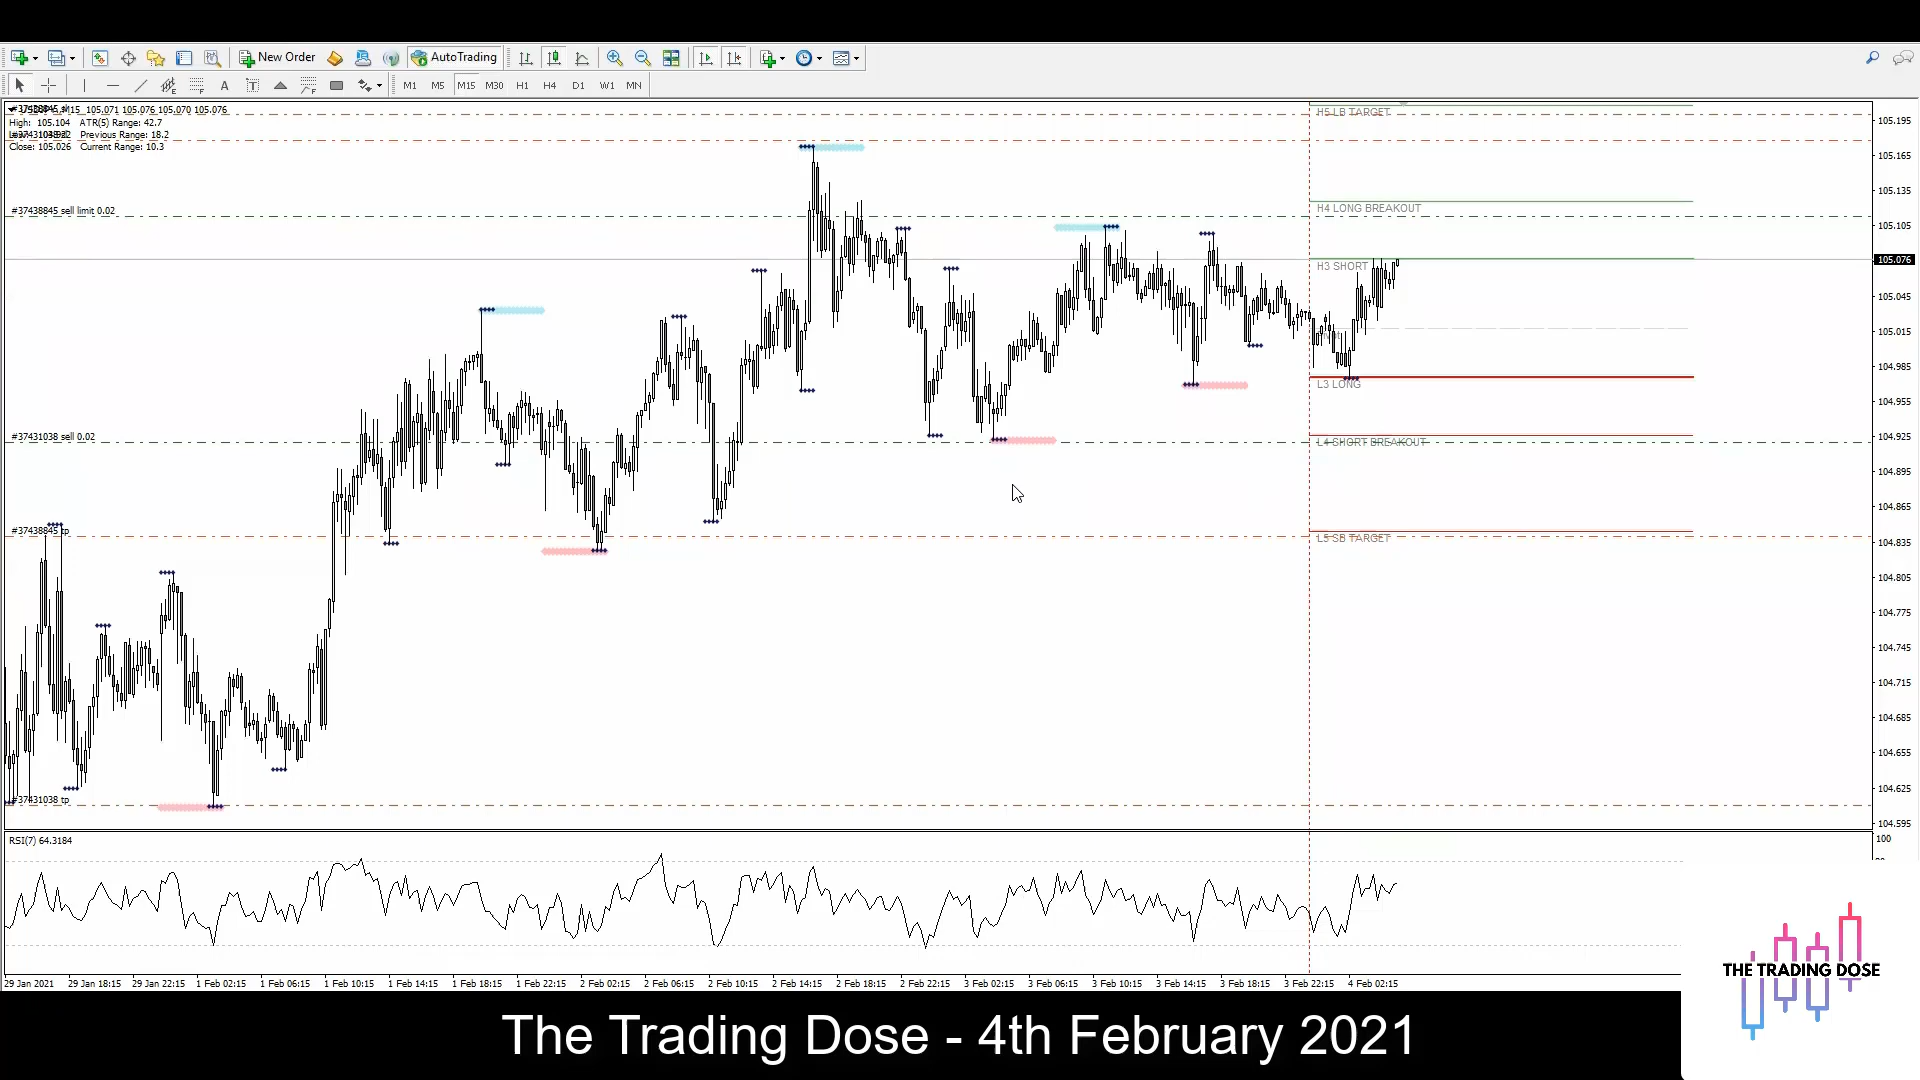 New Order
AutoTrading
A T
M1 M5 M15 M30 H1 H4 D1 W1 MN
M15 105.071 105.076 105.070 105.076
High: 105.104 ATR(5) Range: 42.7
Previous Range: 18.2
Close: 105.026 Current Range: 10.3
H5 LB TARGET
105.195
105.165
105.135
#37438845 sell limit 0.02
H4 LONG BREAKOUT
105.105
H3 SHORT
105.076
105.045
105.015
104.985
L3 LONG
104.955
#37431038 sell 0.02
104.925
L4 SHORT BREAKOUT
104.895
104.865
#37438845 tp
104.835
L5 SB TARGET
104.805
104.775
104.745
104.715
104.685
104.655
104.625
#37431038 tp
104.595
RSI(7) 64.3184
100
29 Jan 2021 29 Jan 18:15 29 Jan 22:15 1 Feb 02:15 1 Feb 06:15 1 Feb 10:15 1 Feb 14:15 1 Feb 18:15 1 Feb 22:15 2 Feb 02:15 2 Feb 06:15 2 Feb 10:15 2 Feb 14:15 2 Feb 18:15 2 Feb 22:15 3 Feb 02:15 3 Feb 06:15 3 Feb 10:15 3 Feb 14:15 3 Feb 18:15 3 Feb 22:15 4 Feb 02:15
THE TRADING DOSE
The Trading Dose - 4th February 2021